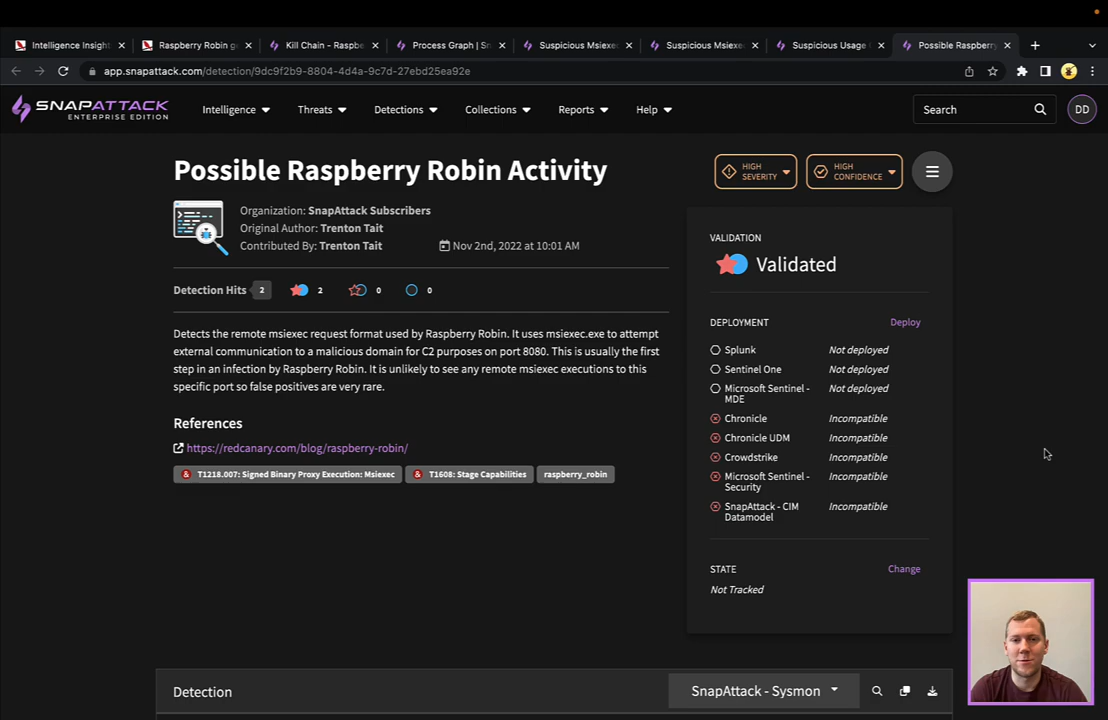 Intelligence Insight
Raspberry Robin ge
Kill Chain - Raspbe
Process Graph | Sn
Suspicious Msiexec
Suspicious Msiexec
Suspicious Usage
Possible Raspberry
app.snapattack.com/detection/9dc9f2b9-8804-4d4a-9c7d-27ebd25ea92e
SNAPATTACK
ENTERPRISE EDITION
Intelligence
Threats
Detections
Collections
Reports
Help
Search
DD
Possible Raspberry Robin Activity
HIGH
SEVERITY
HIGH
CONFIDENCE
Organization: SnapAttack Subscribers
Original Author: Trenton Tait
Contributed By: Trenton Tait
Nov 2nd, 2022 at 10:01 AM
Detection Hits 2 2 0 0
Detects the remote msiexec request format used by Raspberry Robin. It uses msiexec.exe to attempt
external communication to a malicious domain for C2 purposes on port 8080. This is usually the first
step in an infection by Raspberry Robin. It is unlikely to see any remote msiexec executions to this
specific port so false positives are very rare.
References
https://redcanary.com/blog/raspberry-robin/
T1218.007: Signed Binary Proxy Execution: Msiexec
T1608: Stage Capabilities
raspberry_robin
VALIDATION
Validated
DEPLOYMENT Deploy
Splunk Not deployed
Sentinel One Not deployed
Microsoft Sentinel - Not deployed
MDE
Chronicle Incompatible
Chronicle UDM Incompatible
Crowdstrike Incompatible
Microsoft Sentinel - Incompatible
Security
SnapAttack - CIM Incompatible
Datamodel
STATE Change
Not Tracked
Detection
SnapAttack - Sysmon